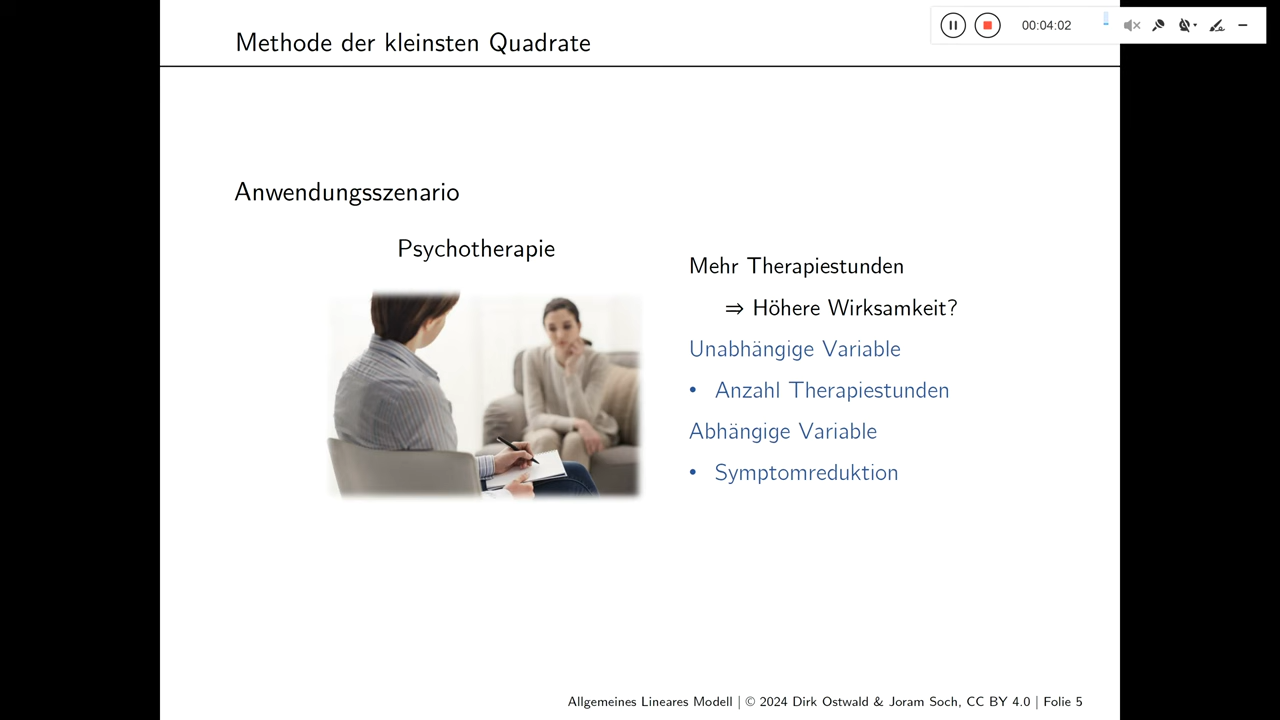 Methode der kleinsten Quadrate
00:04:02
Anwendungsszenario
Psychotherapie
Mehr Therapiestunden
⇒ Höhere Wirksamkeit?
Unabhängige Variable
• Anzahl Therapiestunden
Abhängige Variable
• Symptomreduktion
Allgemeines Lineares Modell | © 2024 Dirk Ostwald & Joram Soch, CC BY 4.0 | Folie 5